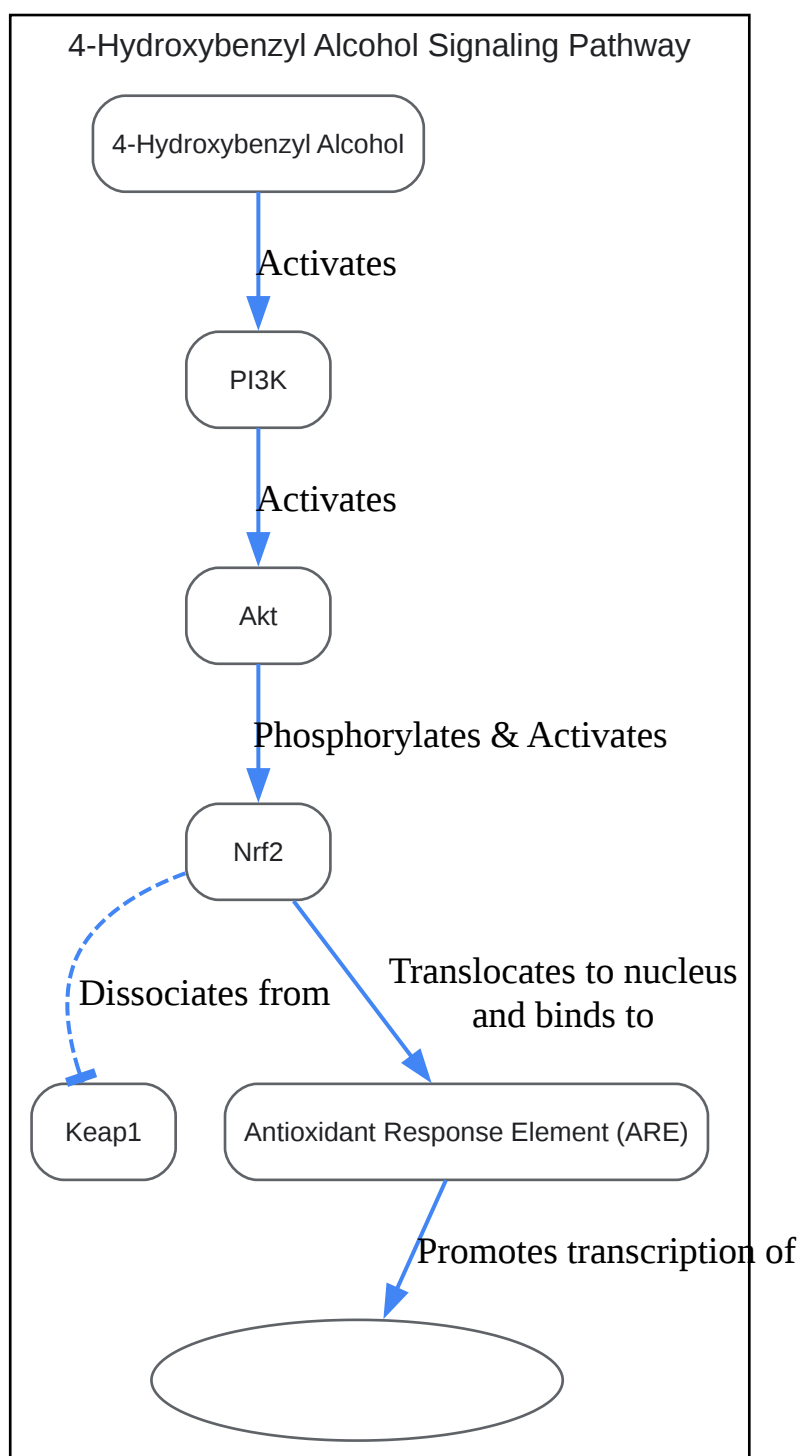 4-Hydroxybenzyl Alcohol Signaling Pathway
4-Hydroxybenzyl Alcohol
Activates
PI3K
Activates
Akt
Phosphorylates & Activates
Nrf2
Dissociates from
Translocates to nucleus
and binds to
Keap1
Antioxidant Response Element (ARE)
Promotes transcription of